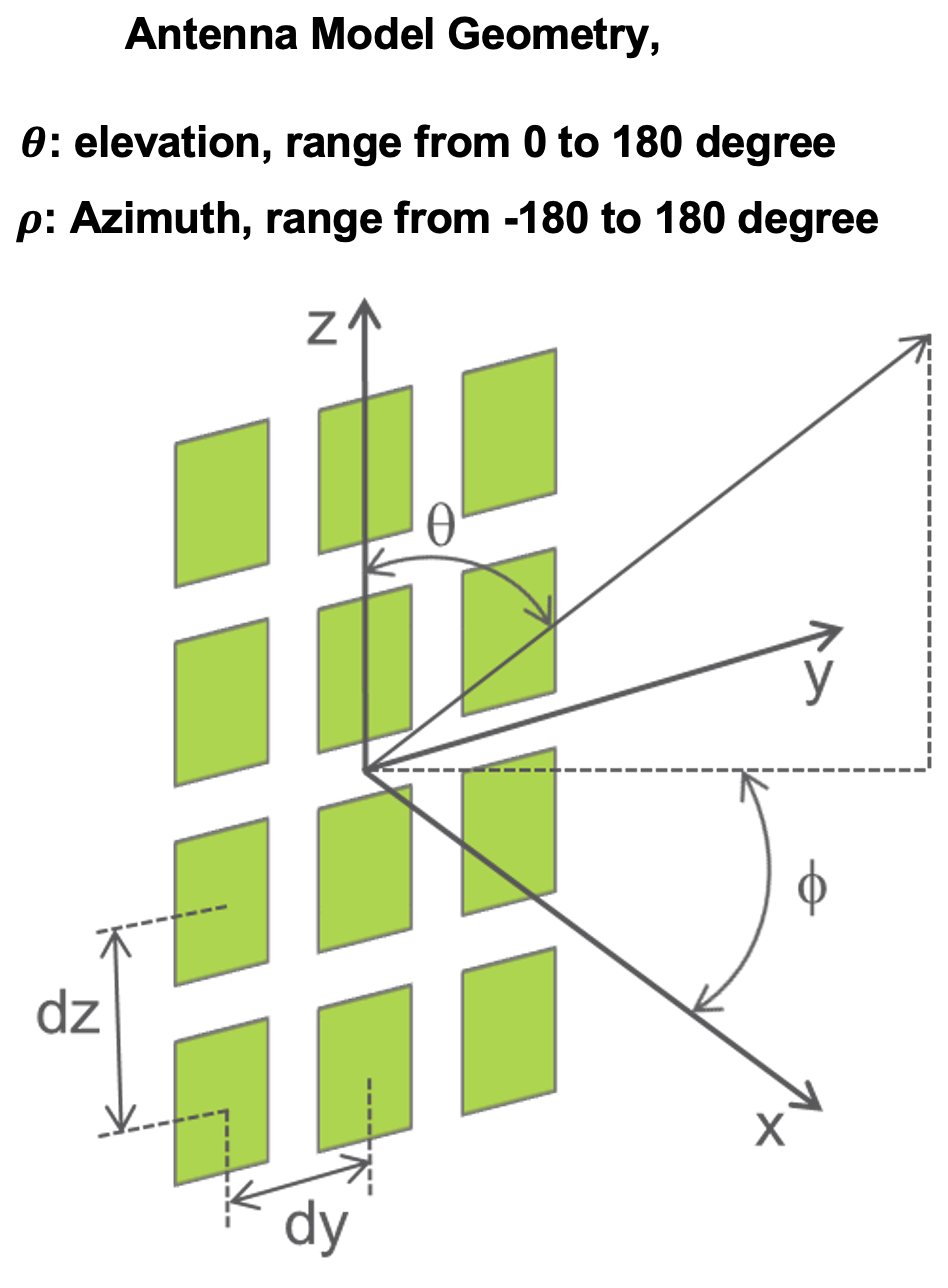 Antenna Model Geometry,
θ: elevation, range from 0 to 180 degree
ρ: Azimuth, range from -180 to 180 degree
z
θ
y
ϕ
dz
x
dy